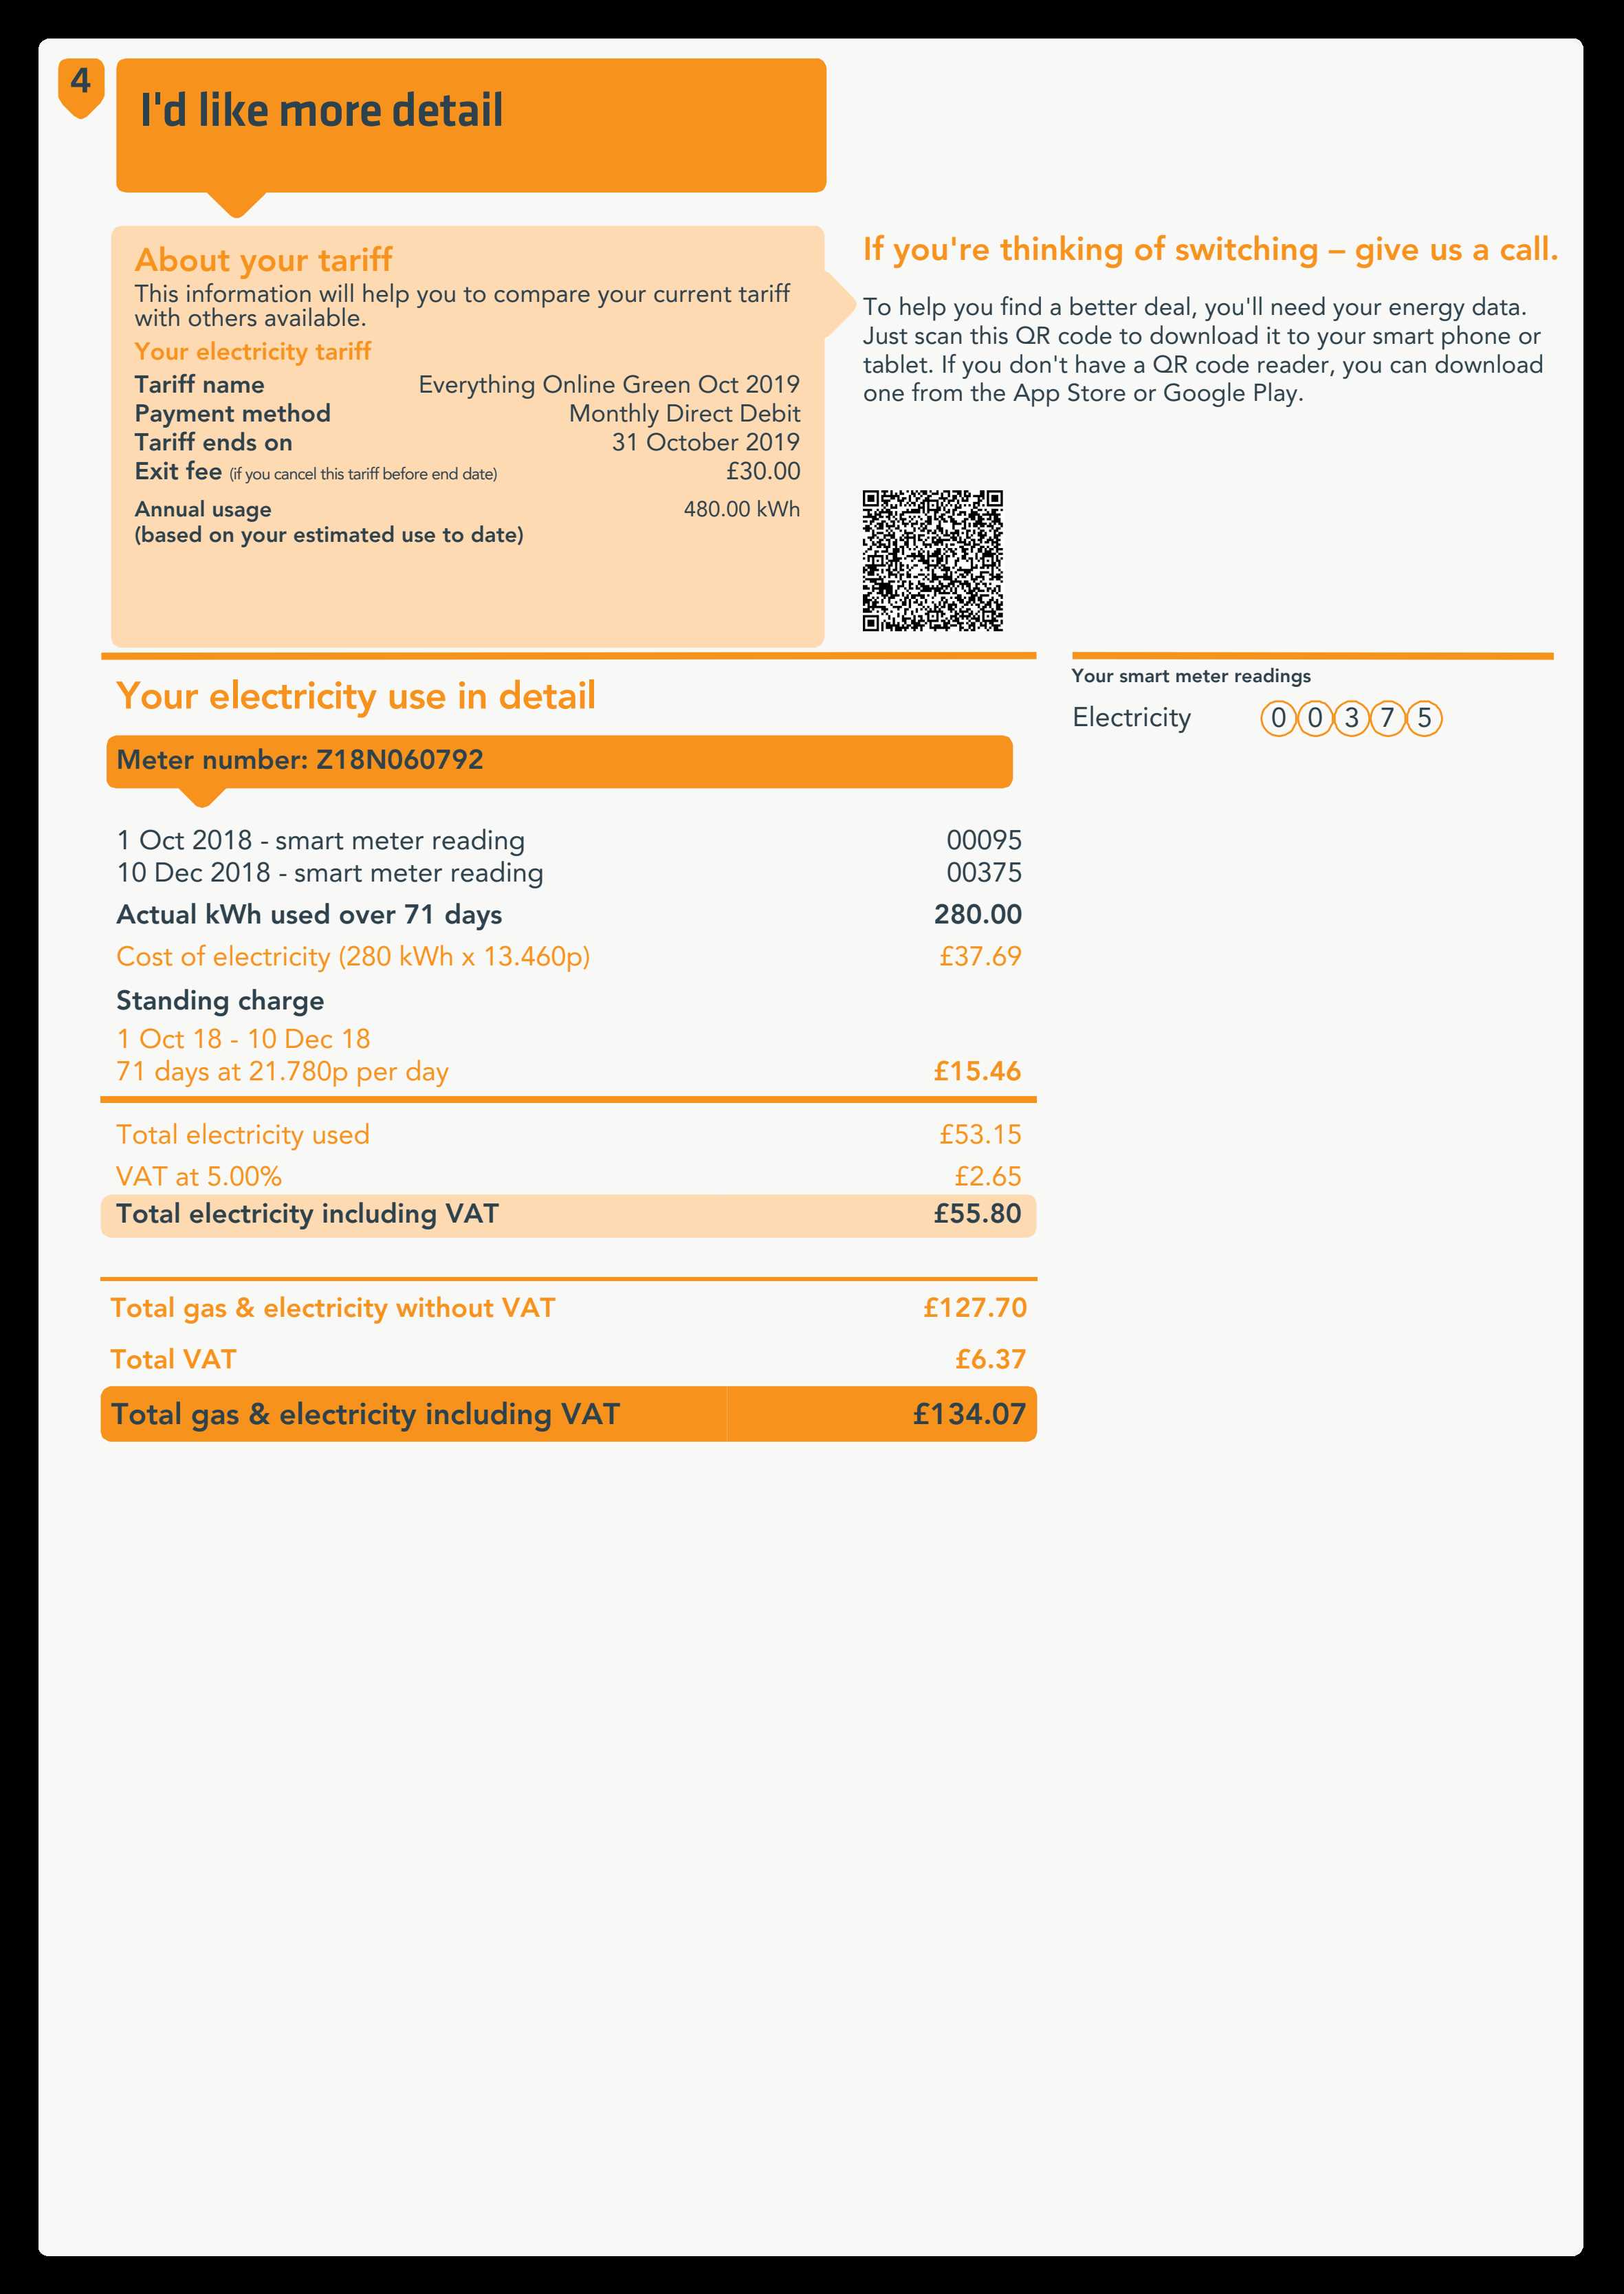 4
I'd like more detail
About your tariff
This information will help you to compare your current tariff
with others available.
Your electricity tariff
Tariff name Everything Online Green Oct 2019
Payment method Monthly Direct Debit
Tariff ends on 31 October 2019
Exit fee (if you cancel this tariff before end date) £30.00
Annual usage 480.00 kWh
(based on your estimated use to date)
If you're thinking of switching – give us a call.
To help you find a better deal, you'll need your energy data.
Just scan this QR code to download it to your smart phone or
tablet. If you don't have a QR code reader, you can download
one from the App Store or Google Play.
Your electricity use in detail
Meter number: Z18N060792
1 Oct 2018 - smart meter reading 00095
10 Dec 2018 - smart meter reading 00375
Actual kWh used over 71 days 280.00
Cost of electricity (280 kWh x 13.460p) £37.69
Standing charge
1 Oct 18 - 10 Dec 18
71 days at 21.780p per day £15.46
Total electricity used £53.15
VAT at 5.00% £2.65
Total electricity including VAT £55.80
Total gas & electricity without VAT £127.70
Total VAT £6.37
Total gas & electricity including VAT £134.07
Your smart meter readings
Electricity 0 0 3 7 5